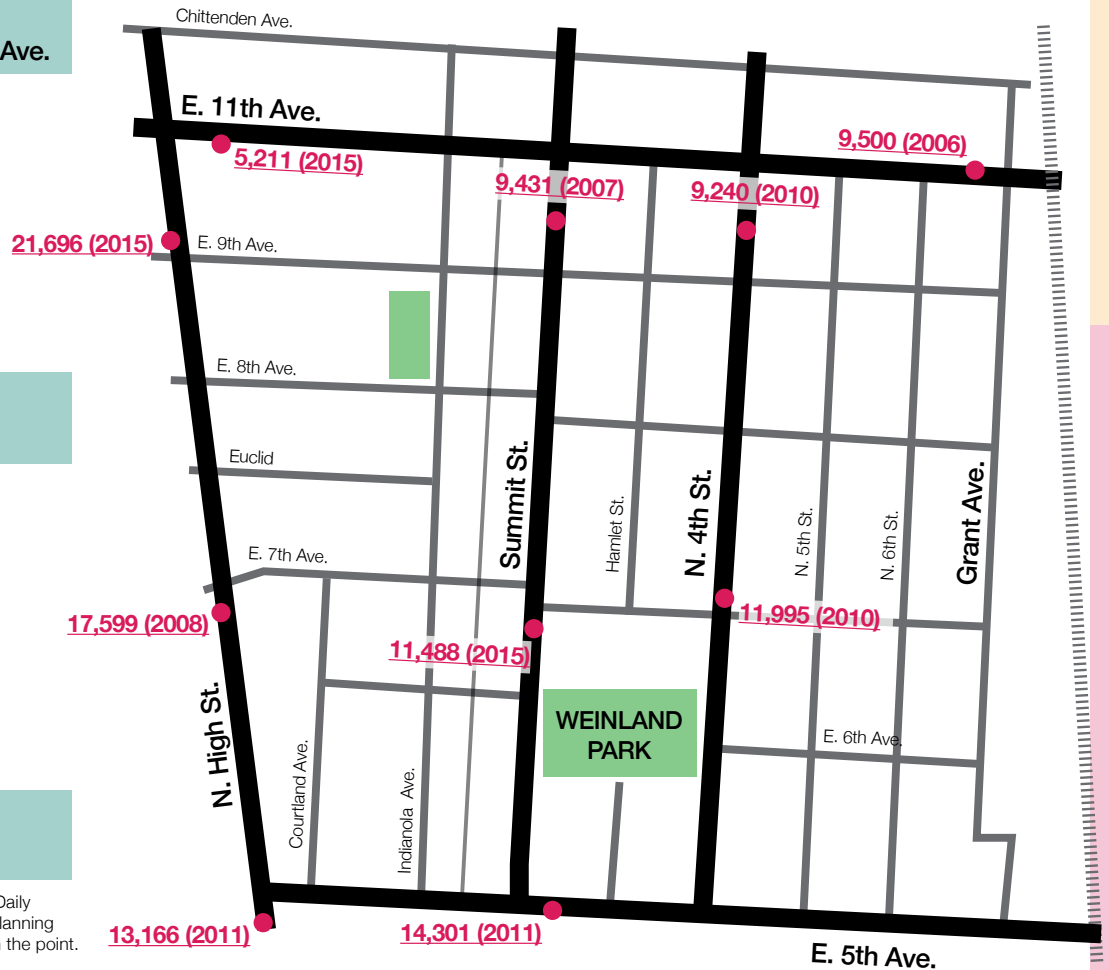 Chittenden Ave.
Ave.
E. 11th Ave.
5,211 (2015)
9,500 (2006)
9,431 (2007)
9,240 (2010)
21,696 (2015)
E. 9th Ave.
E. 8th Ave.
Euclid
Summit St.
Hamlet St.
N. 4th St.
N. 5th St.
N. 6th St.
Grant Ave.
E. 7th Ave.
17,599 (2008)
11,488 (2015)
11,995 (2010)
N. High St.
Courtland Ave.
Indianola Ave.
WEINLAND
PARK
E. 6th Ave.
Daily
the point.
13,166 (2011)
14,301 (2011)
E. 5th Ave.